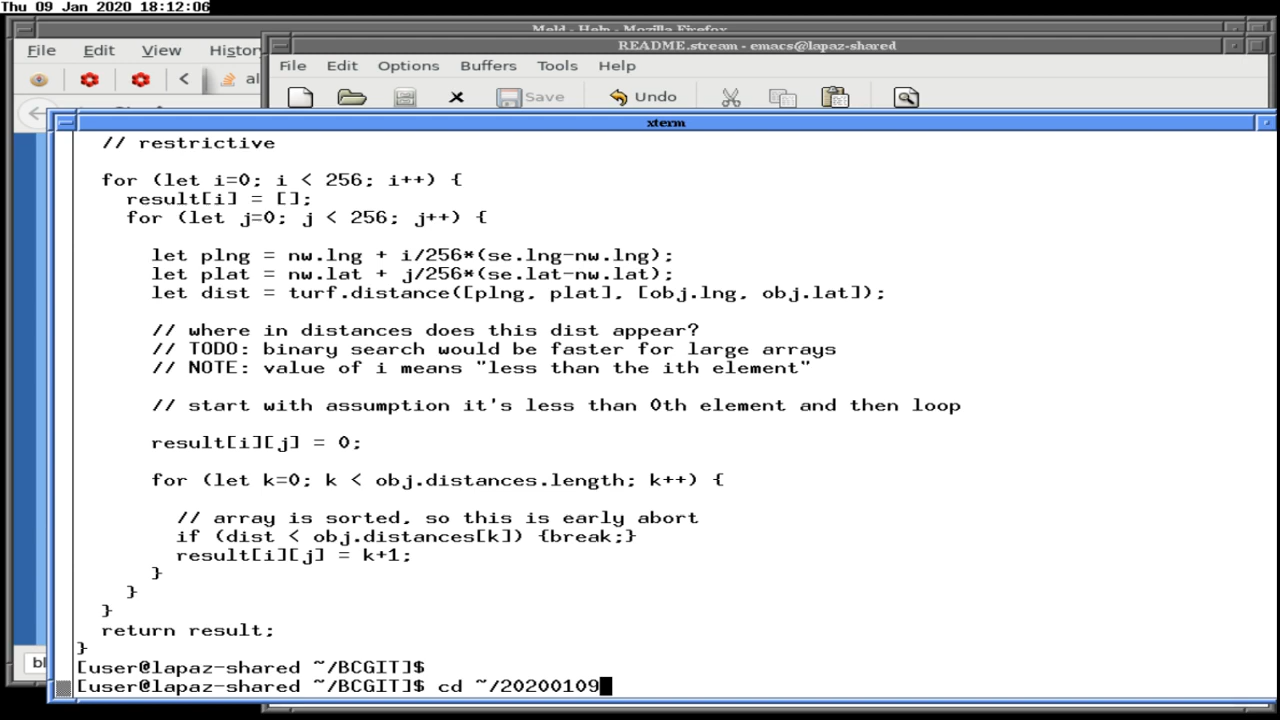 Thu 09 Jan 2020 18:12:06
Meld - Help - Mozilla Firefox
File Edit View Histor
README.stream - emacs@lapaz-shared
File Edit Options Buffers Tools Help
al
Save Undo
xterm
// restrictive
for (let i=0; i < 256; i++) {
result[i] = [];
for (let j=0; j < 256; j++) {
let plng = nw.lng + i/256*(se.lng-nw.lng);
let plat = nw.lat + j/256*(se.lat-nw.lat);
let dist = turf.distance([plng, plat], [obj.lng, obj.lat]);
// where in distances does this dist appear?
// TODO: binary search would be faster for large arrays
// NOTE: value of i means "less than the ith element"
// start with assumption it's less than 0th element and then loop
result[i][j] = 0;
for (let k=0; k < obj.distances.length; k++) {
// array is sorted, so this is early abort
if (dist < obj.distances[k]) {break;}
result[i][j] = k+1;
}
}
}
return result;
}
bl
[user@lapaz-shared ~/BCGIT]$
[user@lapaz-shared ~/BCGIT]$ cd ~/20200109